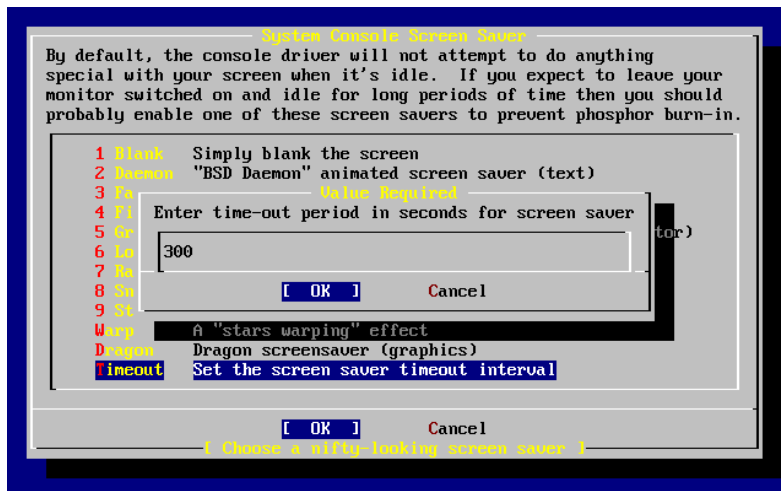 System Console Screen Saver
By default, the console driver will not attempt to do anything
special with your screen when it's idle.  If you expect to leave your
monitor switched on and idle for long periods of time then you should
probably enable one of these screen savers to prevent phosphor burn-in.
1 Blank Simply blank the screen
2 Daemon "BSD Daemon" animated screen saver (text)
3 Fa
Value Required
4 Fi
Enter time-out period in seconds for screen saver
5 Gr tor)
6 Lo
300
7 Ra
8 Sn
[ OK ] Cancel
9 St
Warp A "stars warping" effect
Dragon Dragon screensaver (graphics)
Timeout Set the screen saver timeout interval
[ OK ] Cancel
[ Choose a nifty-looking screen saver ]